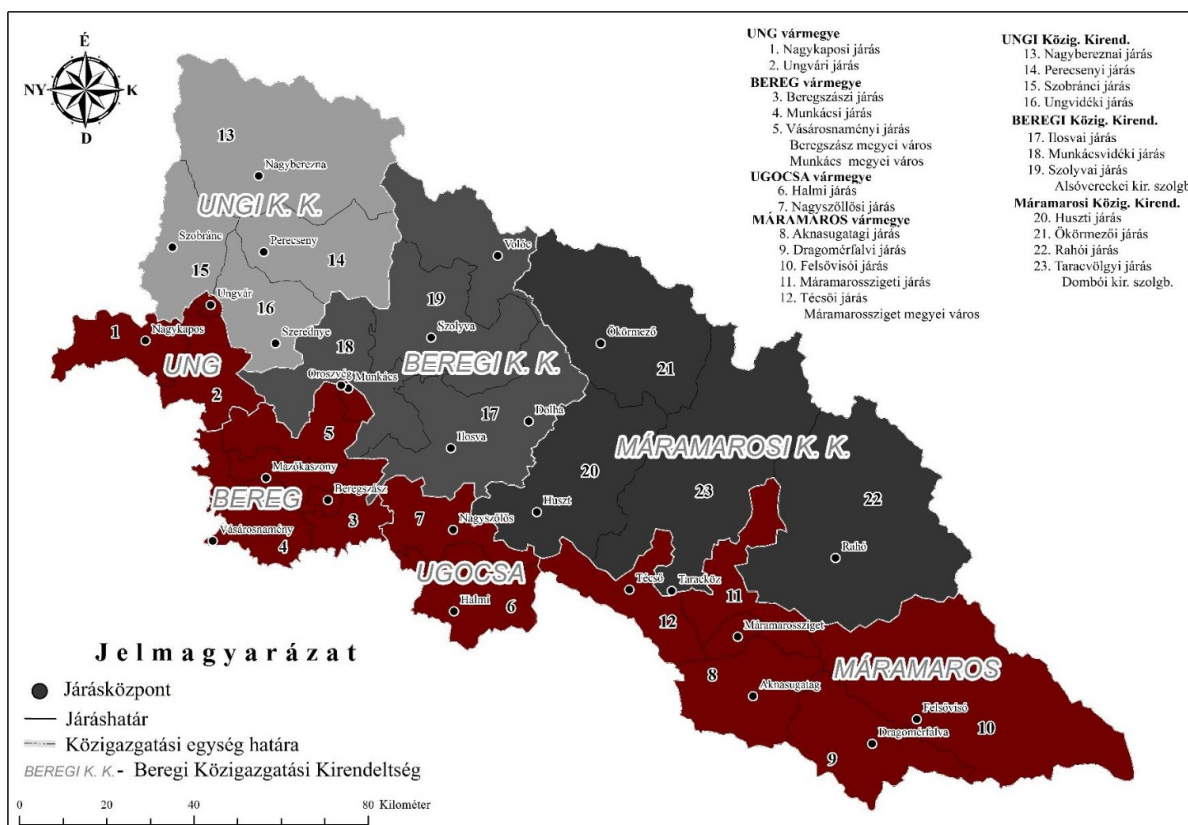 É
NY
K
D
UNG vármegye
1. Nagykaposi járás
2. Ungvári járás
BEREG vármegye
3. Beregszászi járás
4. Munkácsi járás
5. Vásárosnaményi járás
Beregszász megyei város
Munkács megyei város
UGOCSA vármegye
6. Halmi járás
7. Nagyszöllősi járás
MÁRAMAROS vármegye
8. Aknasugatagi járás
9. Dragomérfalvi járás
10. Felsővisói járás
11. Máramarosszigeti járás
12. Técsői járás
Máramarossziget megyei város
UNGI Közig. Kirend.
13. Nagybereznai járás
14. Perecsenyi járás
15. Szobránci járás
16. Ungvidéki járás
BEREGI Közig. Kirend.
17. Ilosvai járás
18. Munkácsvidéki járás
19. Szolyvai járás
Alsóvereckei kir. szolgb.
Máramarosi Közig. Kirend.
20. Huszti járás
21. Ökörmezői járás
22. Rahói járás
23. Taracvölgyi járás
Dombói kir. szolgb.
13
Nagyberezna
UNGI K. K.
Szobránc
Perecseny
Volóc
15
14
19
Ungvár
16
1
Nagykapos
Szerednye
18
Szolyva
Ökörmező
UNG
BEREGI K. K.
21
Oroszvég
Munkács
2
17
Dolha
5
Ilosva
MÁRAMAROSI K. K.
Mazőkaszony
20
23
22
BEREG
Beregszász
Huszt
7
3
Nagyszőlős
Vásárosnamény
4
Rahó
UGOCSA
Técső
Taracköz
11
Halmi
6
12
Máramarossziget
MÁRAMAROS
8
Aknasugatag
Felsővisó
10
Dragomérfalva
9
Jelmagyarázat
Járásközpont
Járáshatár
Közigazgatási egység határa
BEREGI K. K.- Beregi Közigazgatási Kirendeltség
0 20 40 80 Kilométer